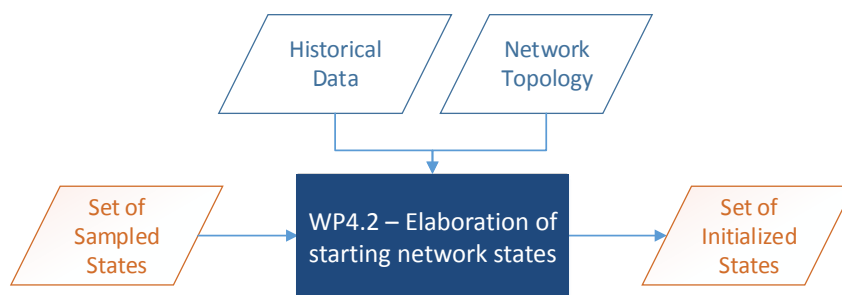 Historical
Data
Network
Topology
Set of
Sampled
States
WP4.2 – Elaboration of
starting network states
Set of
Initialized
States